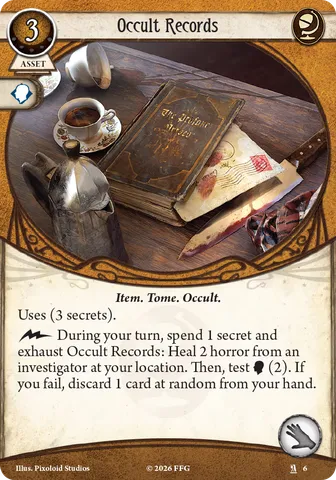 3
Occult Records
ASSET
Item. Tome. Occult.
Uses (3 secrets).
During your turn, spend 1 secret and
exhaust Occult Records: Heal 2 horror from an
investigator at your location. Then, test (2). If
you fail, discard 1 card at random from your hand.
Illus. Pixoloid Studios
© 2026 FFG
6